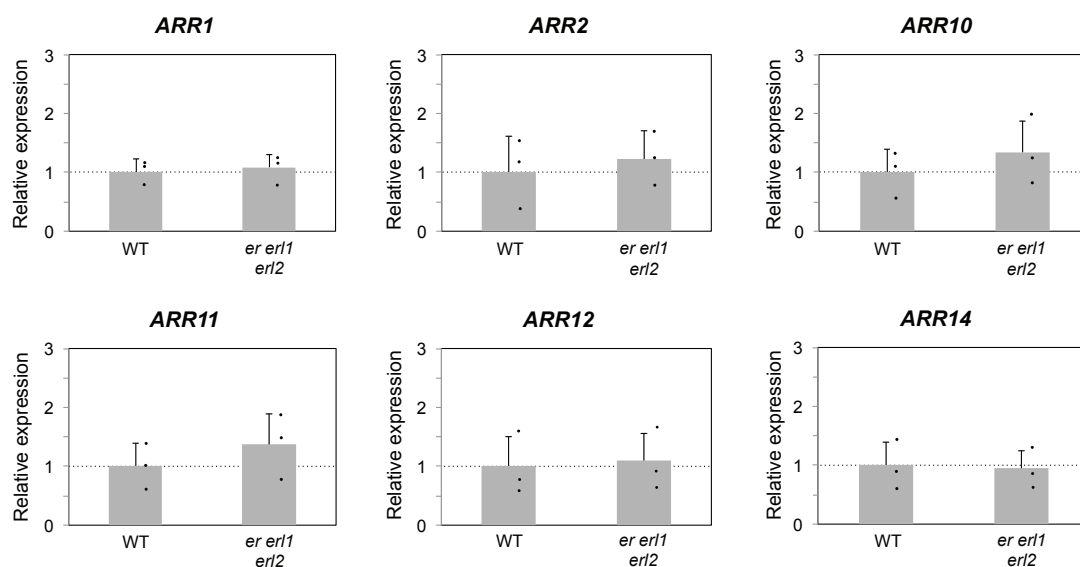 ARR1
Relative expression
3
2
1
0
WT
er erl1
erl2
ARR2
Relative expression
3
2
1
0
WT
er erl1
erl2
ARR10
Relative expression
3
2
1
0
WT
er erl1
erl2
ARR11
Relative expression
3
2
1
0
WT
er erl1
erl2
ARR12
Relative expression
3
2
1
0
WT
er erl1
erl2
ARR14
Relative expression
3
2
1
0
WT
er erl1
erl2